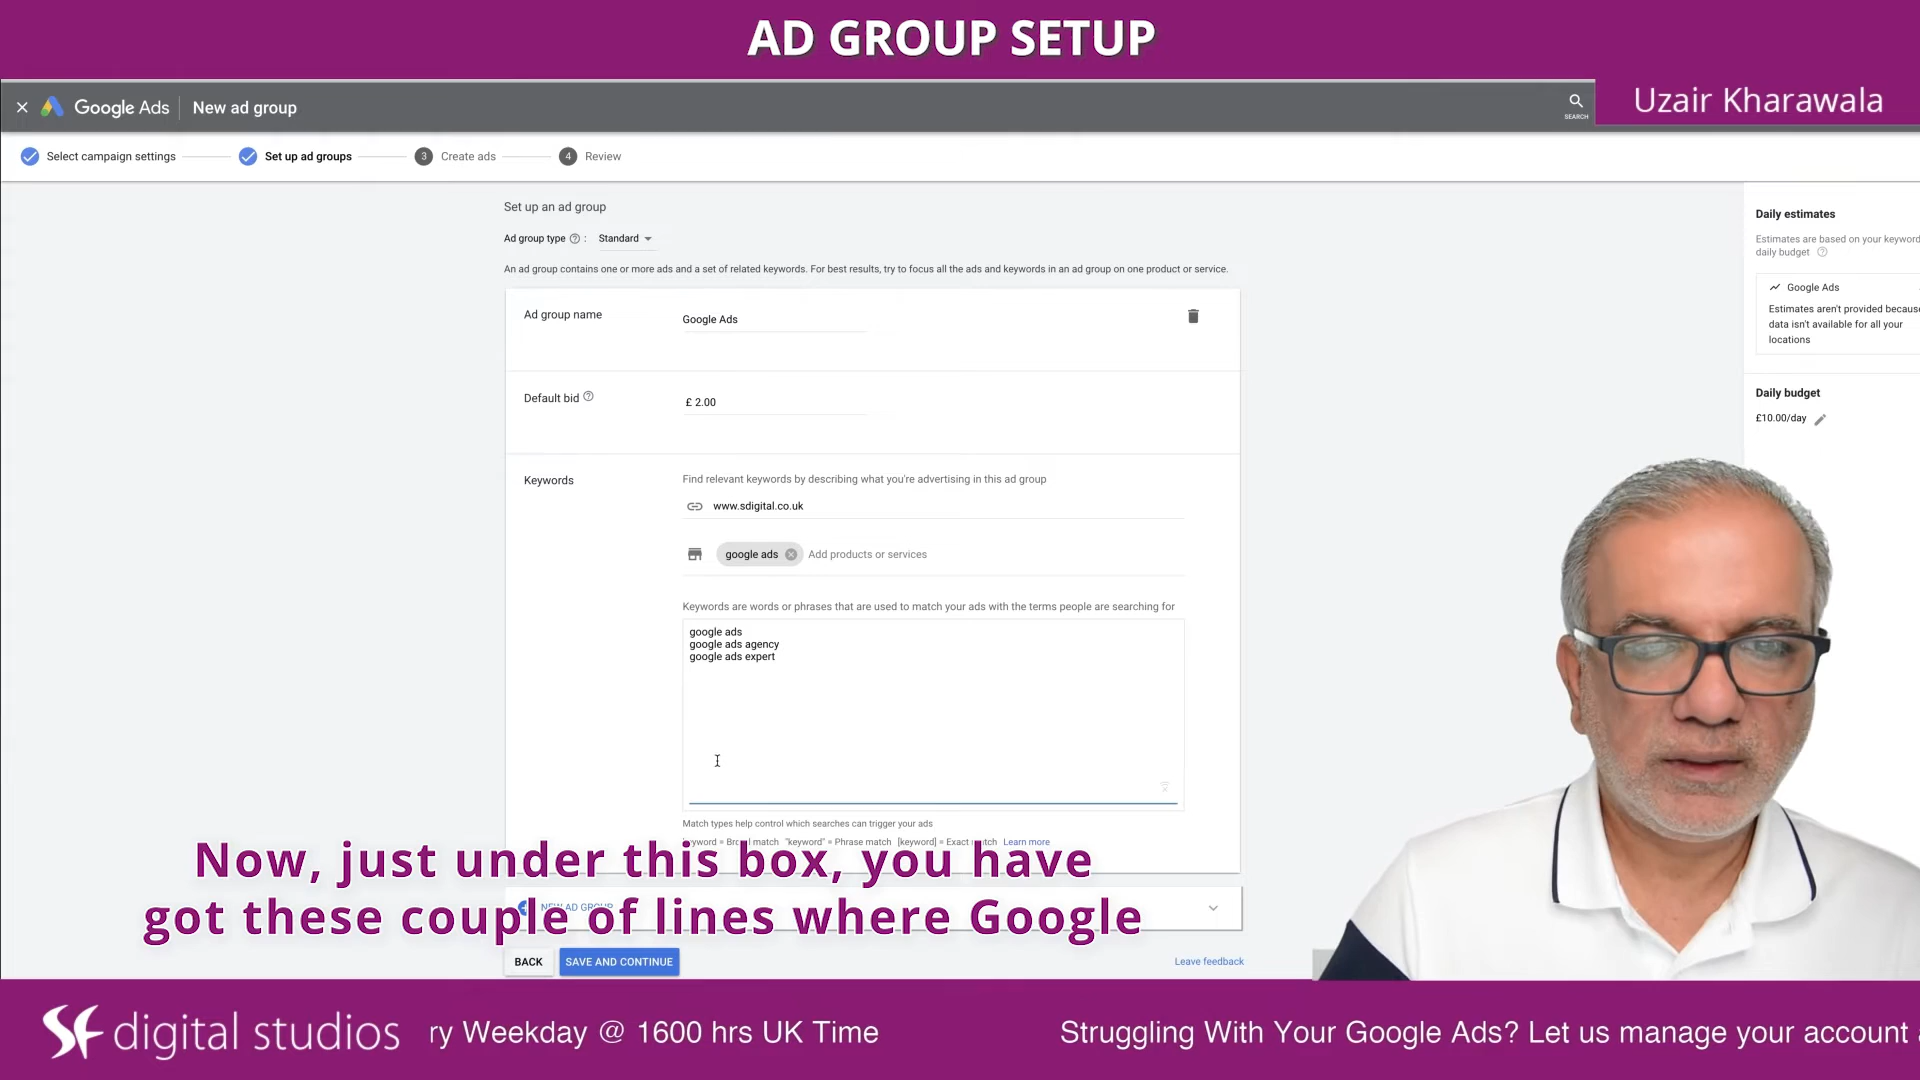 AD GROUP SETUP
Google Ads
New ad group
SEARCH
Uzair Kharawala
Select campaign settings
Set up ad groups
3
Create ads
4
Review
Set up an ad group
Ad group type
:
Standard
An ad group contains one or more ads and a set of related keywords. For best results, try to focus all the ads and keywords in an ad group on one product or service.
Ad group name
Google Ads
Default bid
£ 2.00
Keywords
Find relevant keywords by describing what you're advertising in this ad group
www.sdigital.co.uk
google ads
Add products or services
Keywords are words or phrases that are used to match your ads with the terms people are searching for
google ads
google ads agency
google ads expert
Match types help control which searches can trigger your ads
= match "keyword" = Phrase match [keyword] = Exact Learn more
NEW AD GROUP
BACK
SAVE AND CONTINUE
Leave feedback
Daily estimates
Estimates are based on your keyword
daily budget
Google Ads
Estimates aren't provided because
data isn't available for all your
locations
Daily budget
£10.00/day
Now, just under this box, you have
got these couple of lines where Google
SF digital studios
ry Weekday @ 1600 hrs UK Time
Struggling With Your Google Ads? Let us manage your account